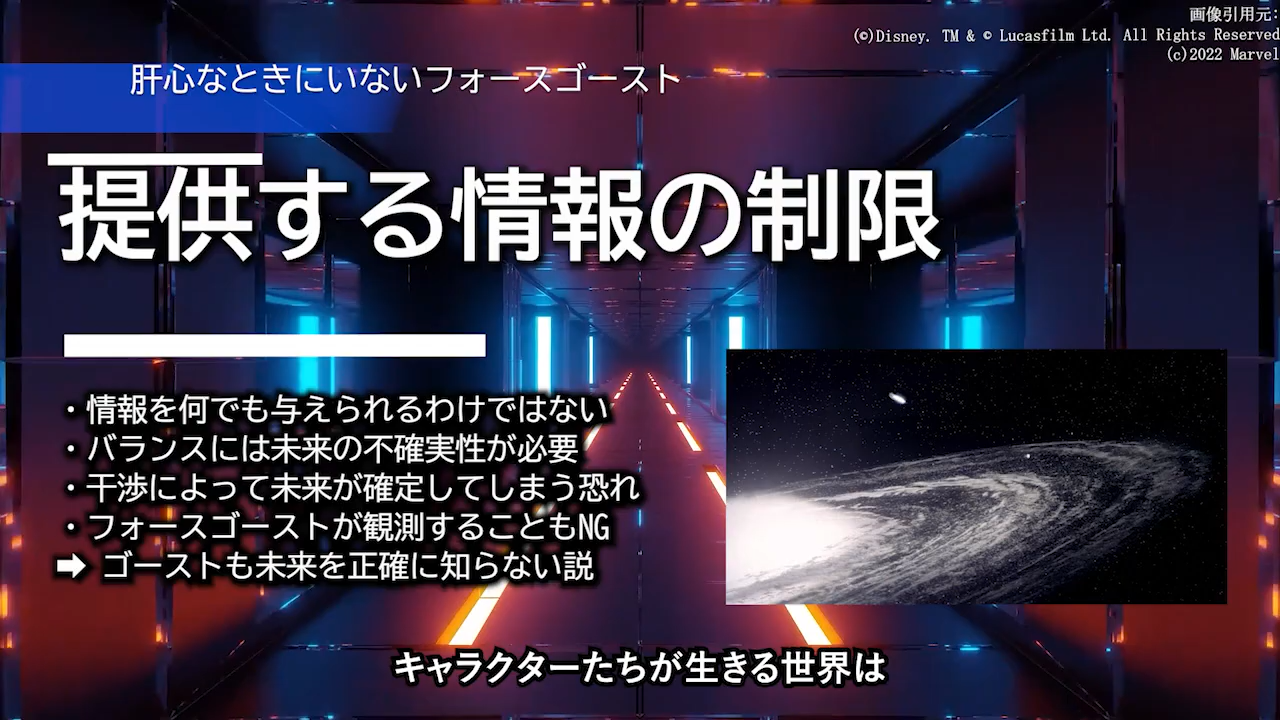 画像引用元:
(©)Disney. TM & © Lucasfilm Ltd. All Rights Reserved
(c)2022 Marvel
肝心なときにいないフォースゴースト
提供する情報の制限
・情報を何でも与えられるわけではない
・バランスには未来の不確実性が必要
・干渉によって未来が確定してしまう恐れ
・フォースゴーストが観測することもNG
➡ ゴーストも未来を正確に知らない説
キャラクターたちが生きる世界は